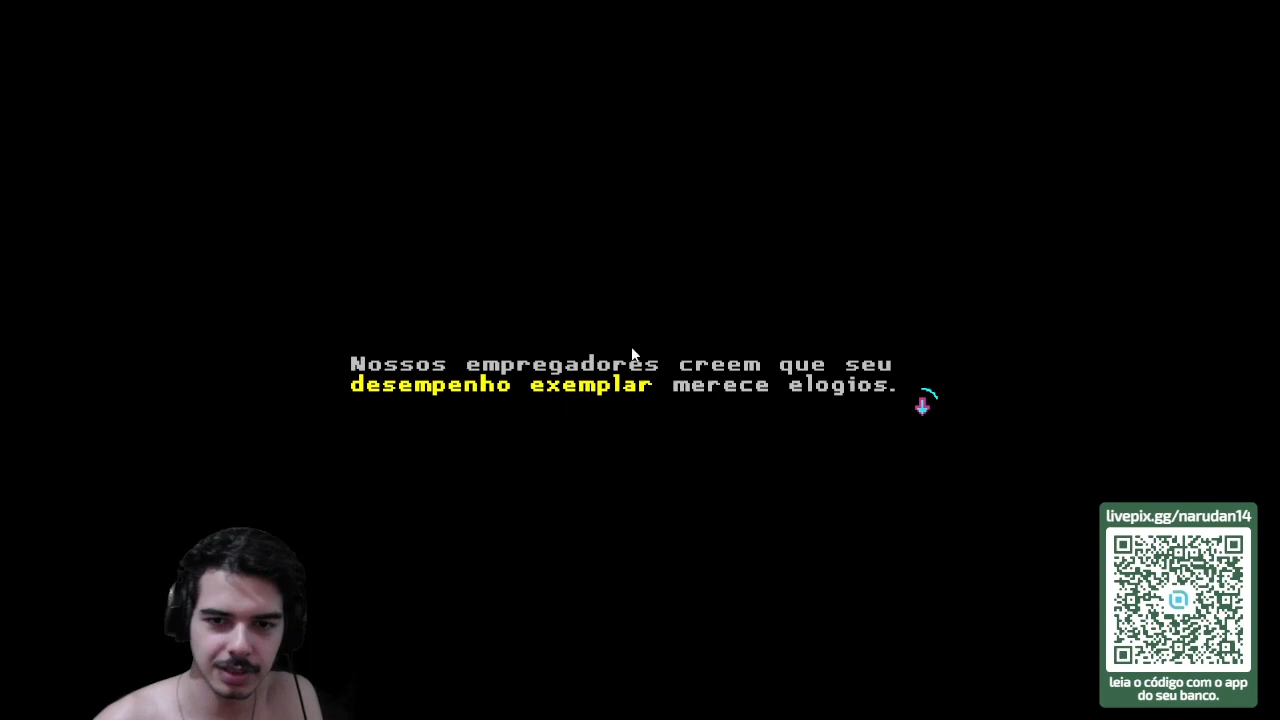 Nossos empregadores creem que seu
desempenho exemplar merece elogios.
livepix.gg/narudan14
leia o código com o app
do seu banco.